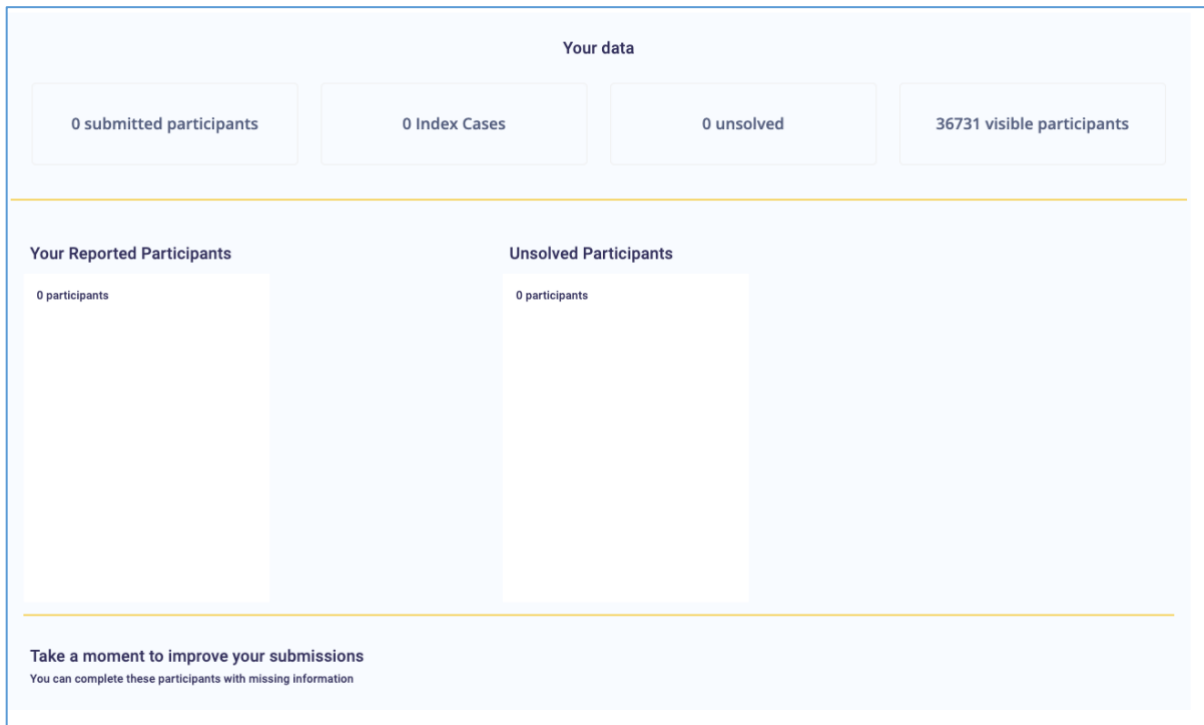 Your data
0 submitted participants
0 Index Cases
0 unsolved
36731 visible participants
Your Reported Participants
0 participants
Unsolved Participants
0 participants
Take a moment to improve your submissions
You can complete these participants with missing information